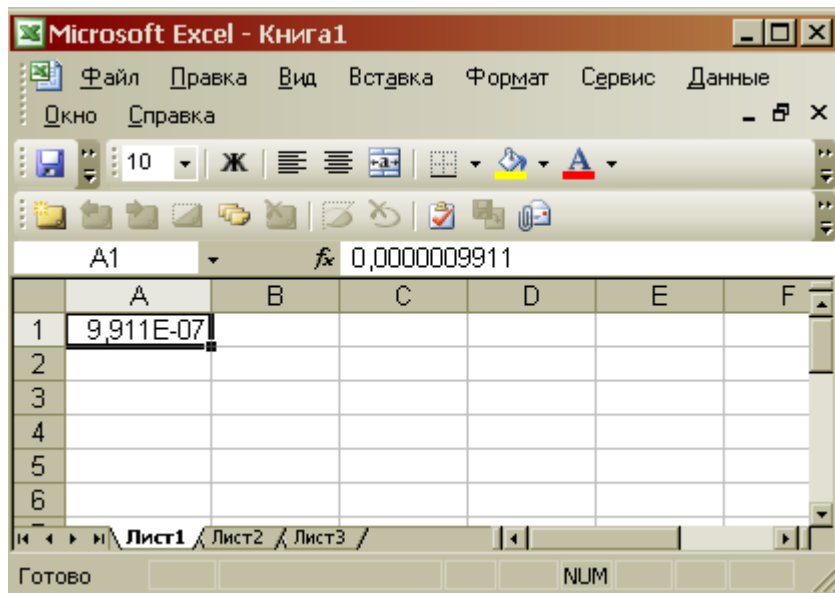 Microsoft Excel - Книга1
Файл Правка Вид Вставка Формат Сервис Данные
Окно Справка
10 Ж А
A1 fx 0,0000009911
A B C D E F
1 9,911E-07
2
3
4
5
6
Лист1 Лист2 Лист3
Готово NUM